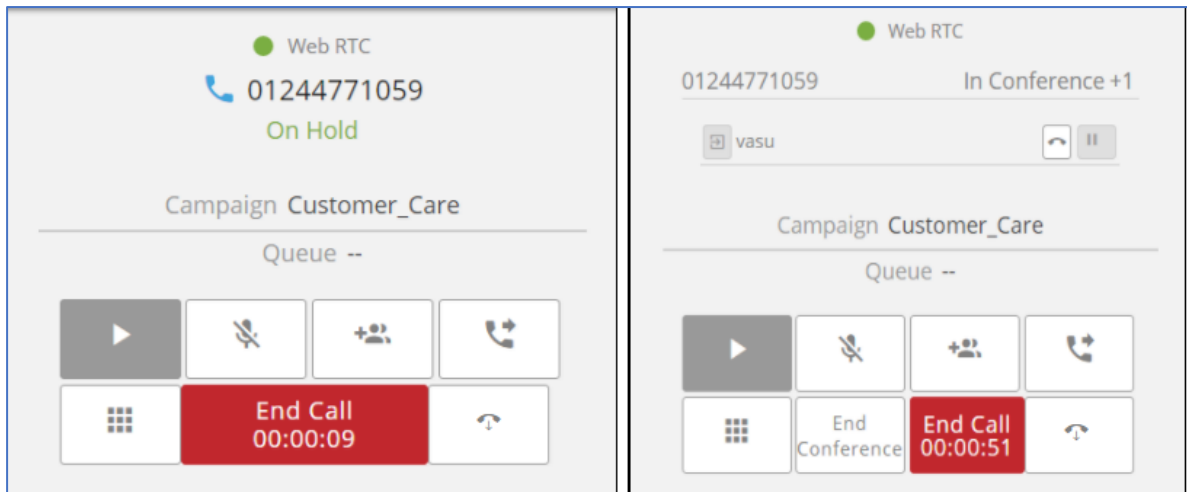 Web RTC
01244771059
On Hold
Campaign Customer_Care
Queue --
End Call
00:00:09
Web RTC
01244771059 In Conference +1
vasu
Campaign Customer_Care
Queue --
End
Conference
End Call
00:00:51